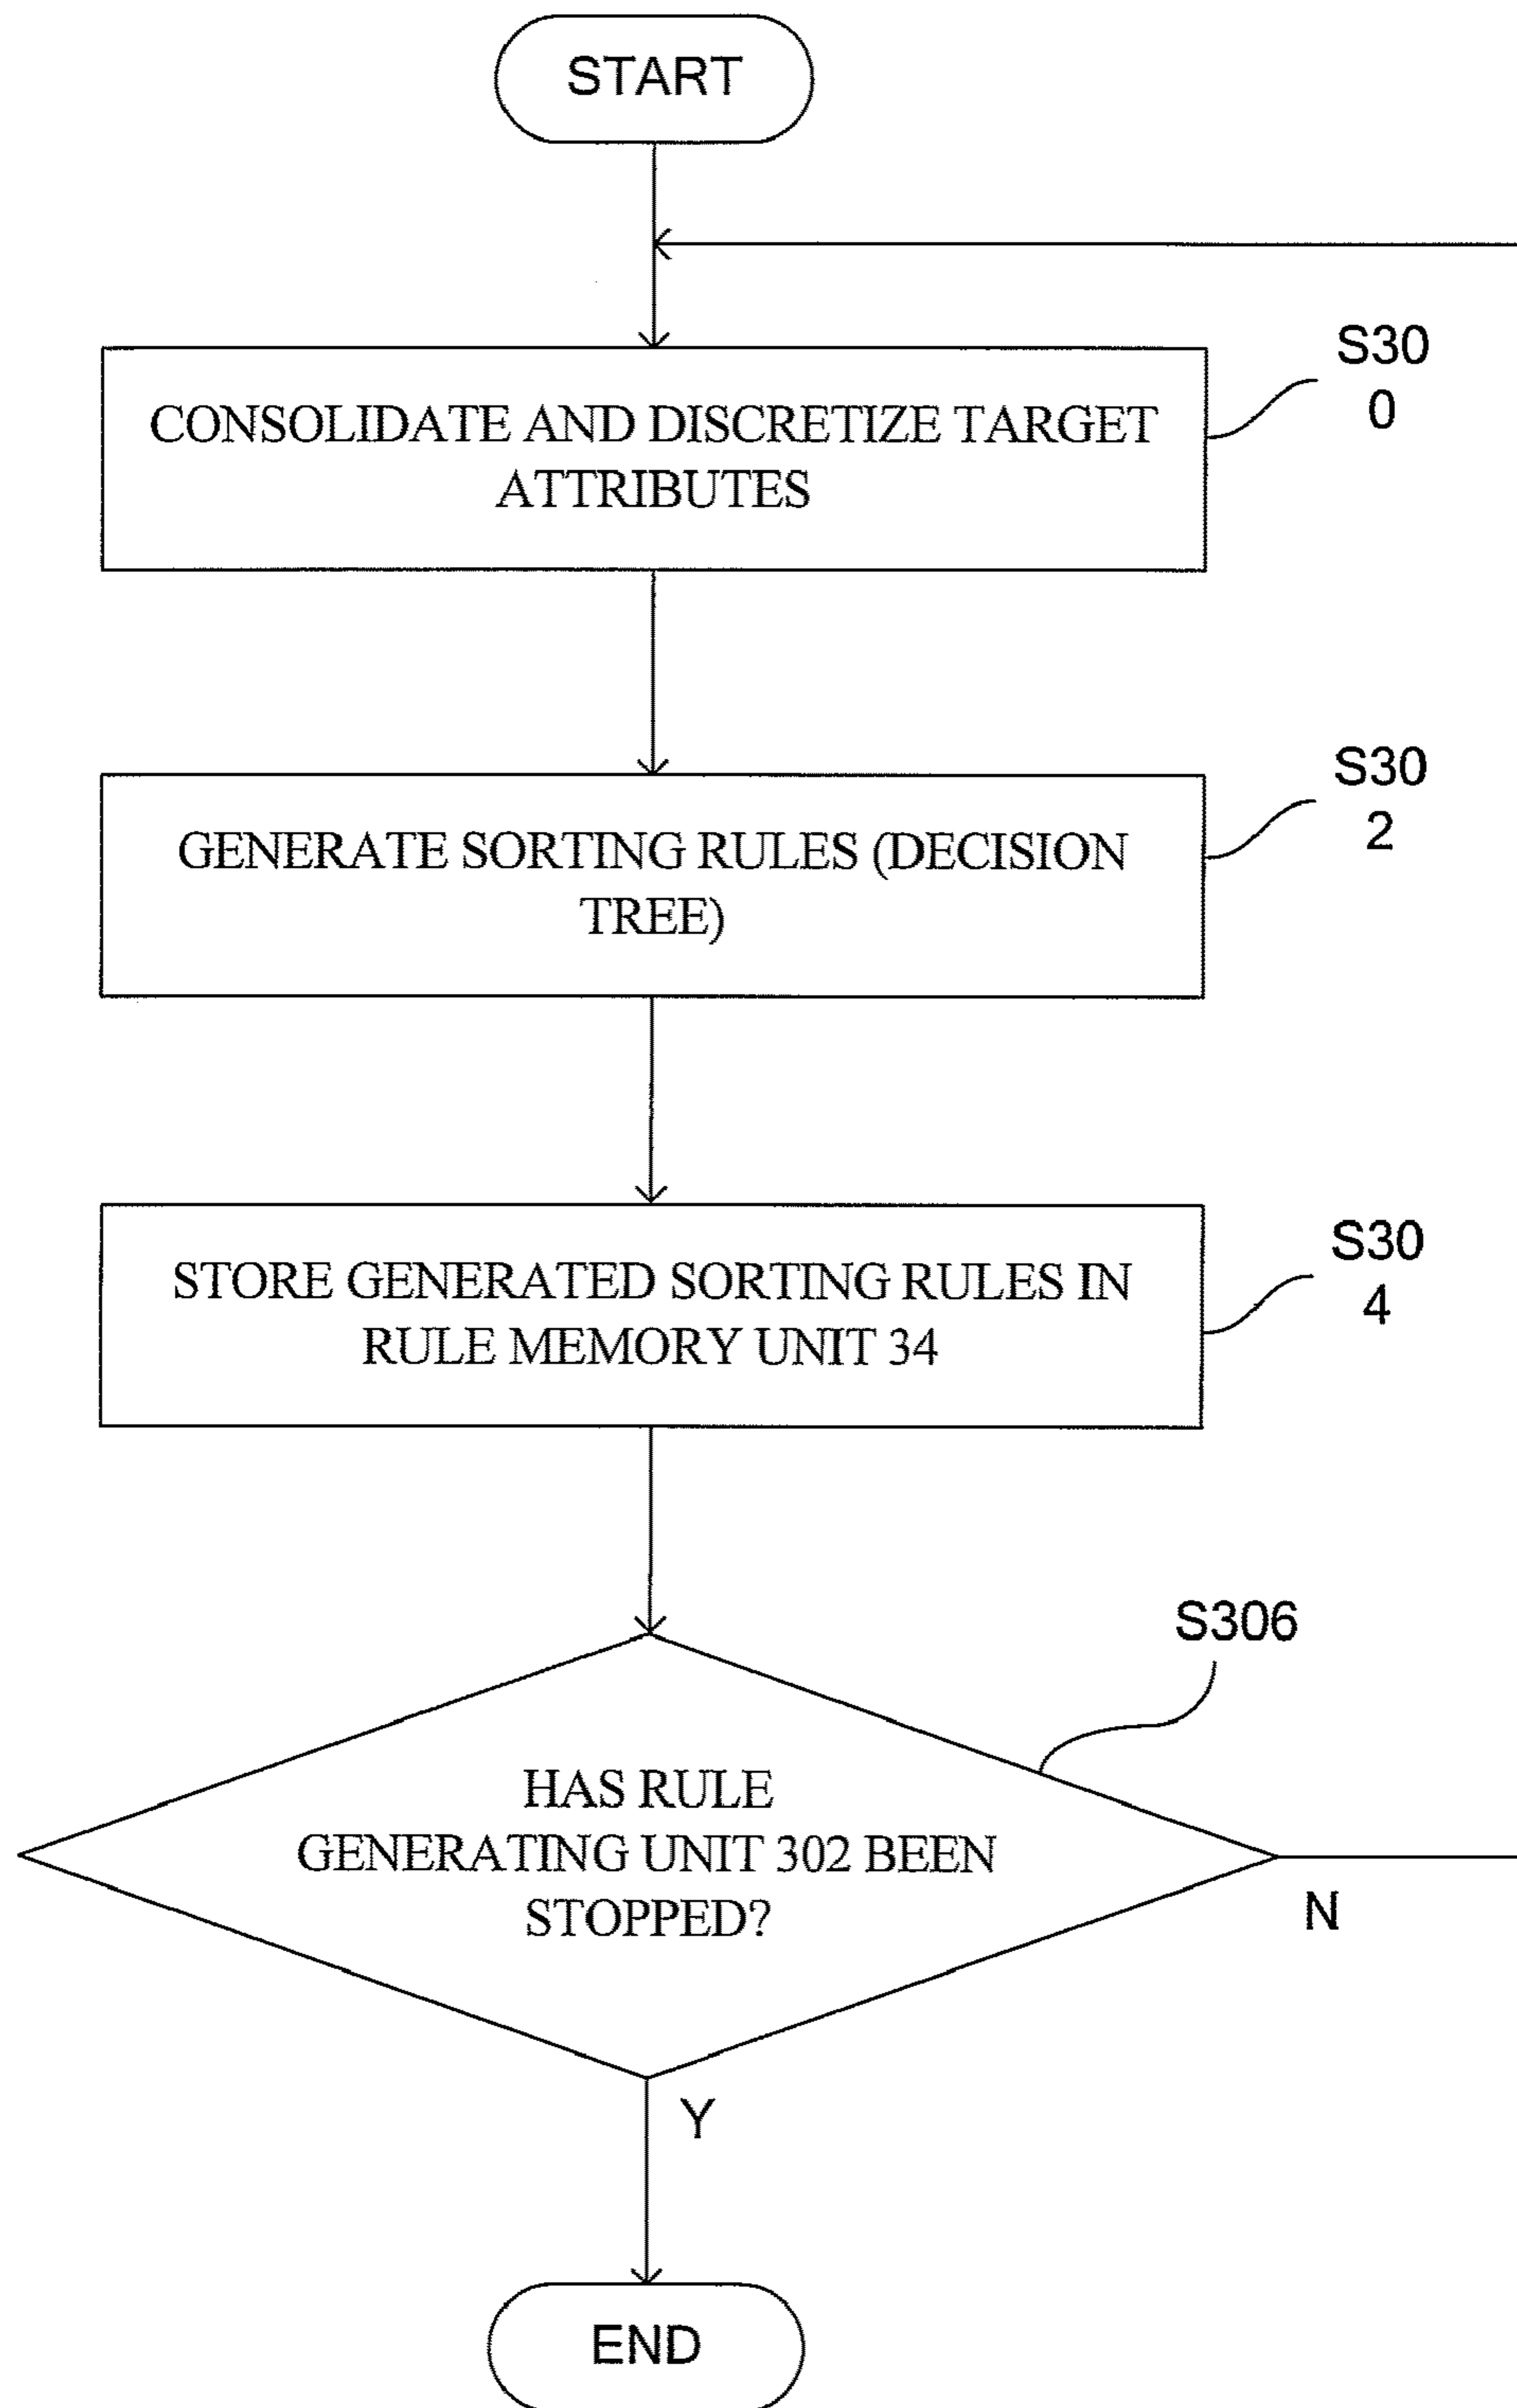 START
S30
0
CONSOLIDATE AND DISCRETIZE TARGET
ATTRIBUTES
S30
2
GENERATE SORTING RULES (DECISION
TREE)
S30
4
STORE GENERATED SORTING RULES IN
RULE MEMORY UNIT 34
S306
HAS RULE
GENERATING UNIT 302 BEEN
STOPPED?
N
Y
END